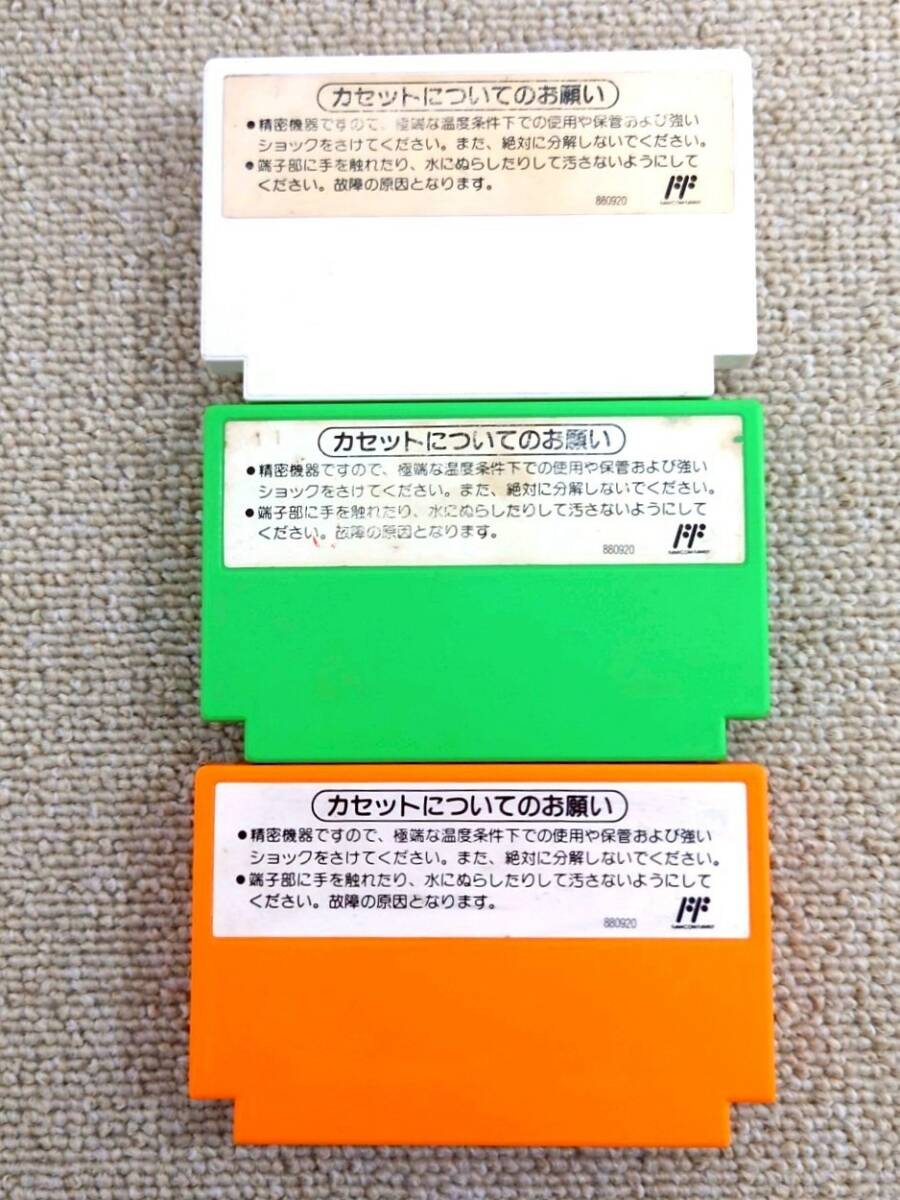 カセットについてのお願い
●精密機器ですので、極端な温度条件下での使用や保管および強い
ショックをさけてください。また、絶対に分解しないでください。
●端子部に手を触れたり、水にぬらしたりして汚さないようにして
ください。故障の原因となります。
880920
カセットについてのお願い
●精密機器ですので、極端な温度条件下での使用や保管および強い
ショックをさけてください。また、絶対に分解しないでください。
●端子部に手を触れたり、水にぬらしたりして汚さないようにして
ください。故障の原因となります。
880920
カセットについてのお願い
●精密機器ですので、極端な温度条件下での使用や保管および強い
ショックをさけてください。また、絶対に分解しないでください。
●端子部に手を触れたり、水にぬらしたりして汚さないようにして
ください。故障の原因となります。
880920